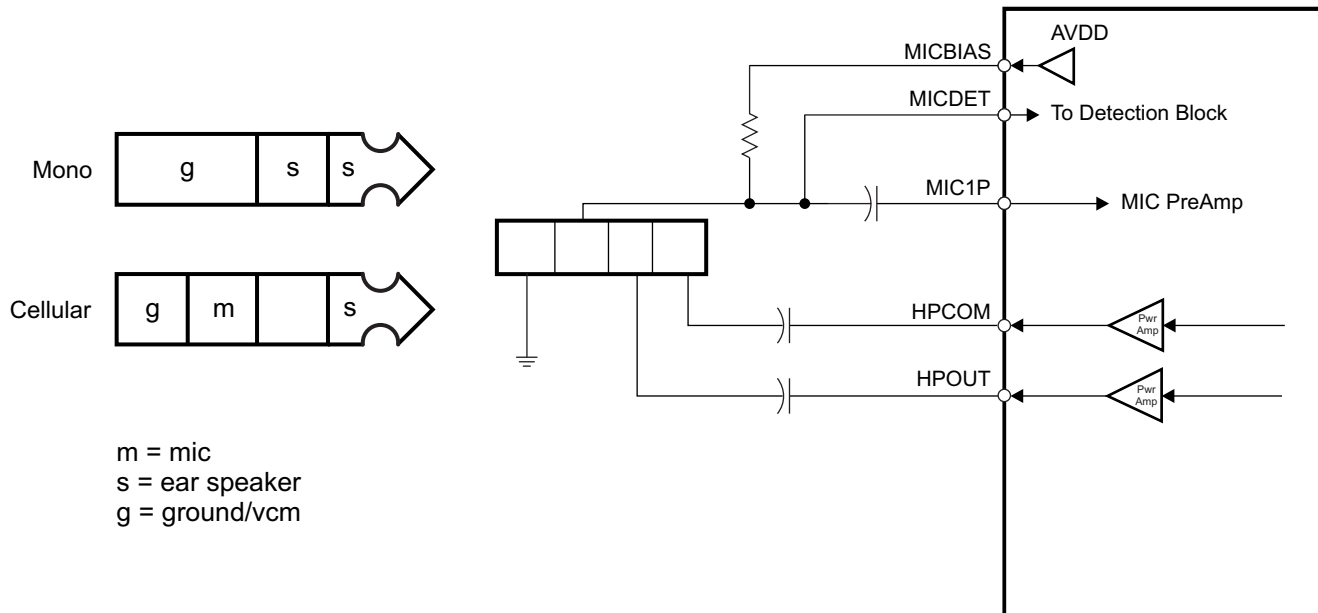 AVDD
MICBIAS
MICDET
To Detection Block
Mono
g s s
MIC1P
MIC PreAmp
Cellular
g m s
HPCOM
Pwr
Amp
HPOUT
Pwr
Amp
m = mic
s = ear speaker
g = ground/vcm